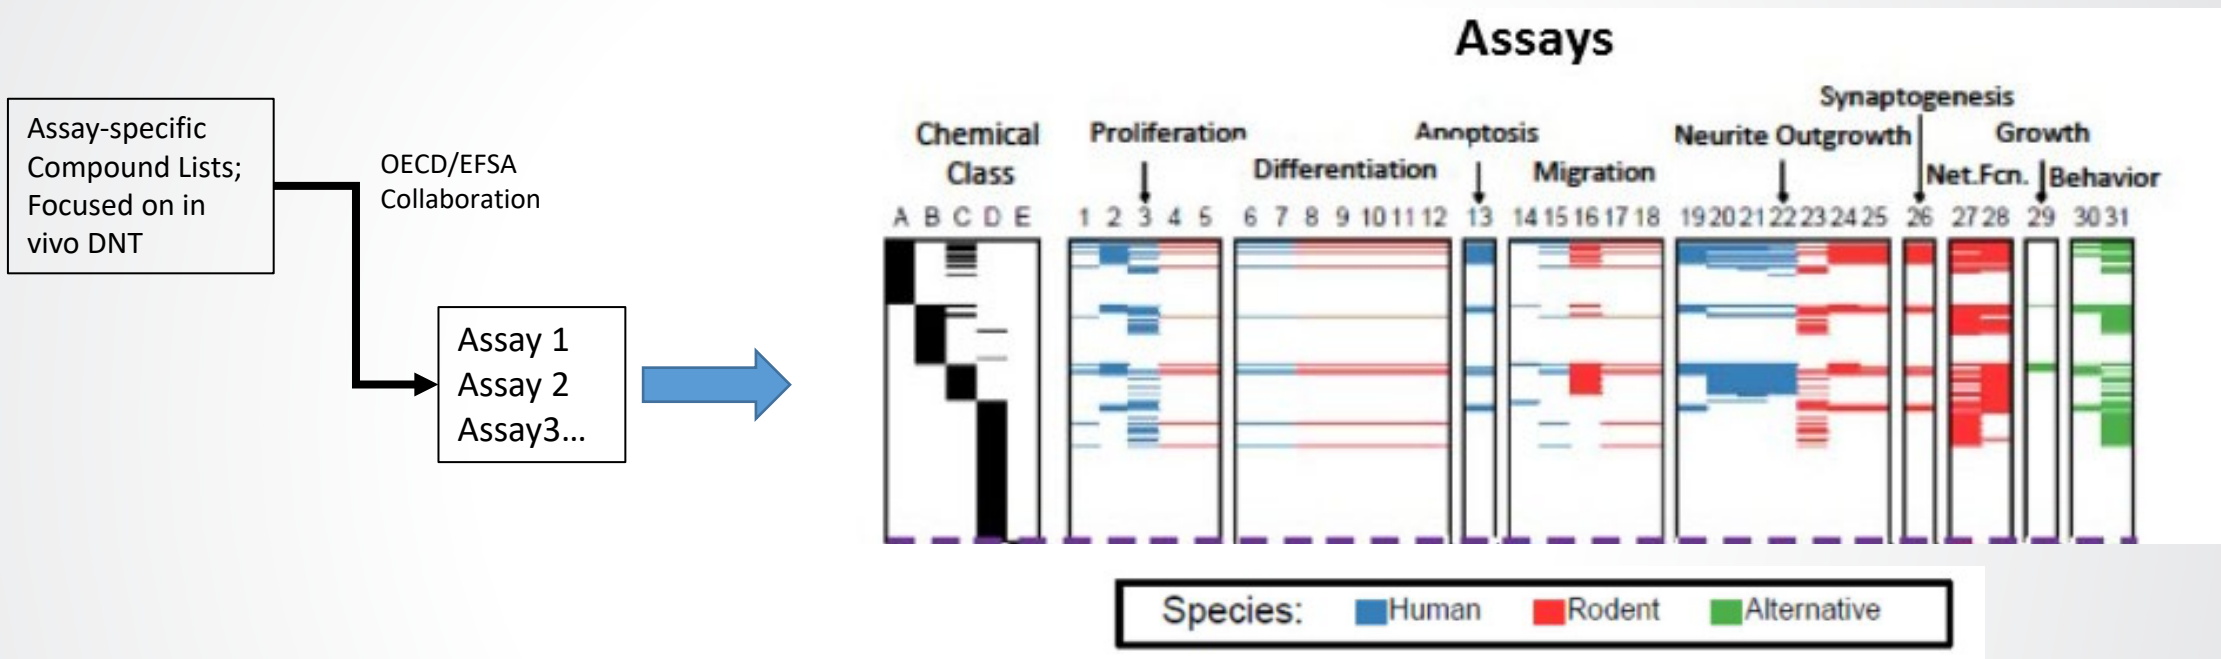 Assay-specific
Compound Lists;
Focused on in
vivo DNT
OECD/EFSA
Collaboration
Assay 1
Assay 2
Assay3...
Assays
Chemical
Class
Proliferation
Differentiation
Anoptosis
Migration
Neurite Outgrowth
Synaptogenesis
Net.Fcn.
Growth
Behavior
A B C D E 1 2 3 4 5 6 7 8 9 10 11 12 13 14 15 16 17 18 19 20 21 22 23 24 25 26 27 28 29 30 31
Species: Human Rodent Alternative